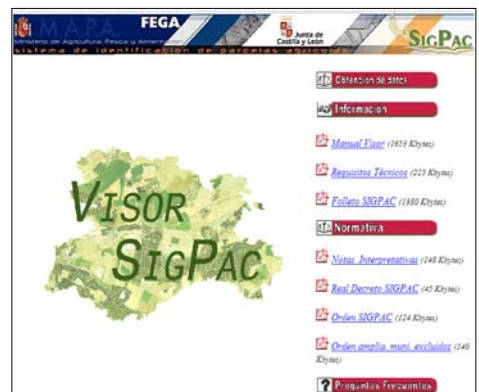 M.A.P.A.
FEGA
Ministerio de Agricultura, Pesca y Alimentación
Junta de
Castilla y León
SIGPAC
sistema de identificación de parcelas agrícolas
Obtención de datos
Información
Manual Visor (1653 Kbytes)
Requisitos Técnicos (225 Kbytes)
Folleto SIGPAC (1980 Kbytes)
VISOR
SIGPAC
Normativa
Notas Interpretativas (148 Kbytes)
Real Decreto SIGPAC (45 Kbytes)
Orden SIGPAC (124 Kbytes)
Orden amplia. muni. excluidos (140
Kbytes)
? Preguntas Frecuentes